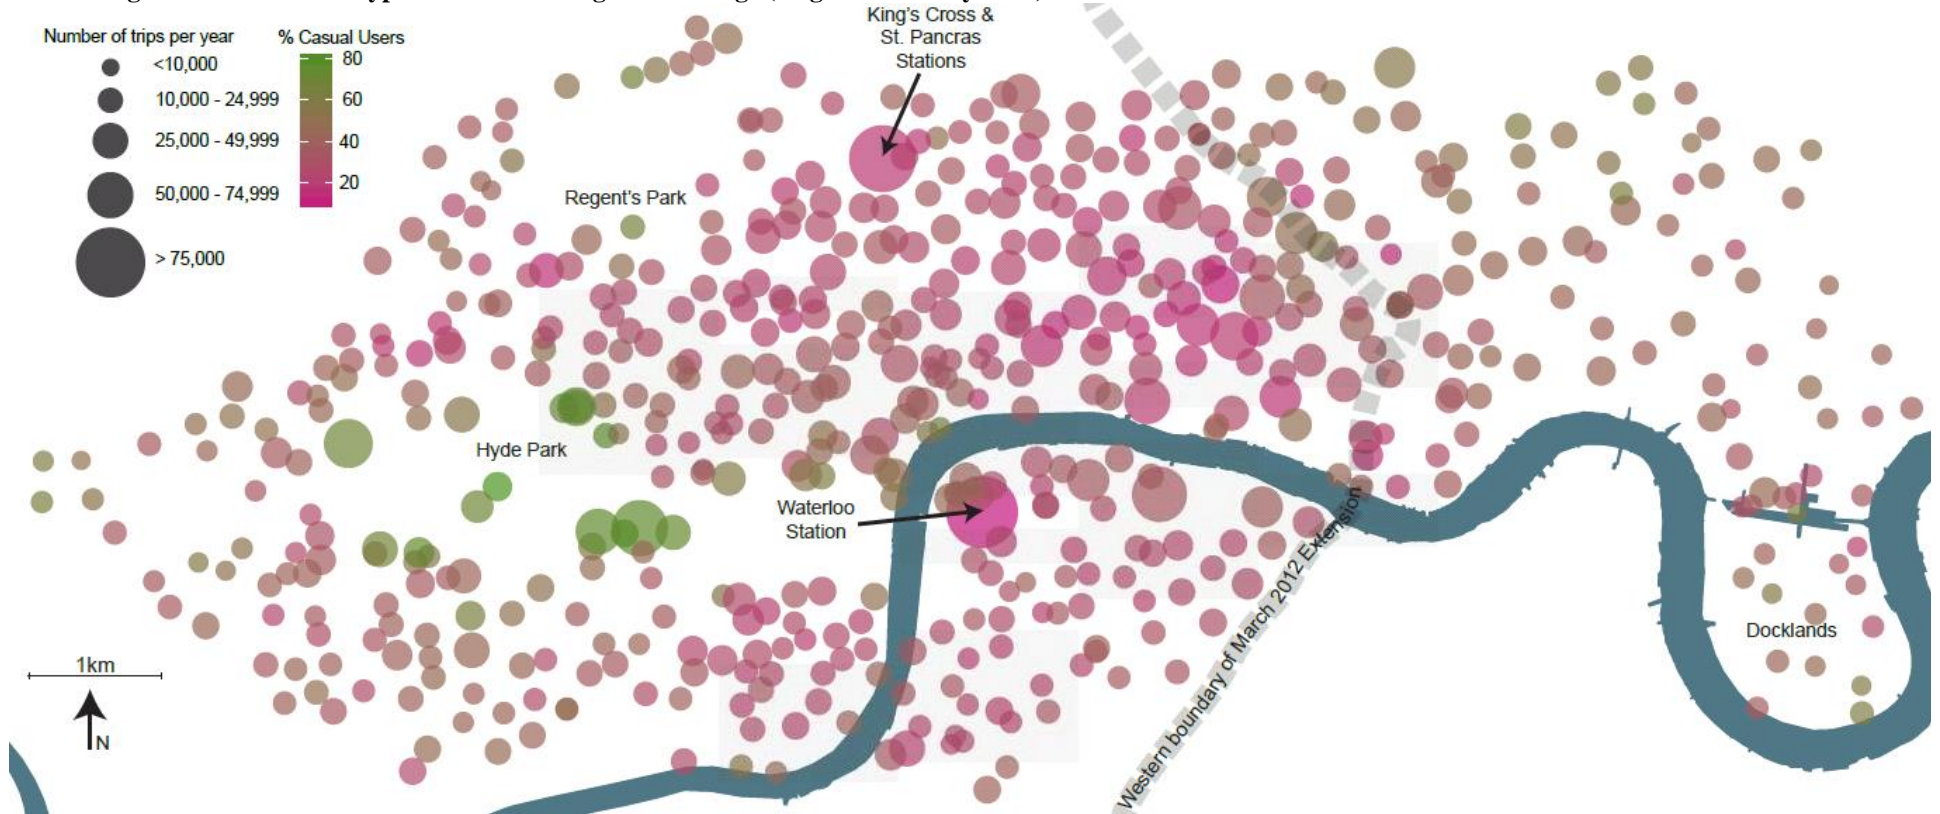 Number of trips per year
<10,000
10,000 - 24,999
25,000 - 49,999
50,000 - 74,999
> 75,000
% Casual Users
80
60
40
20
King's Cross &
St. Pancras
Stations
Regent's Park
Hyde Park
Waterloo
Station
Western boundary of March 2012 Extension
Docklands
1km
N